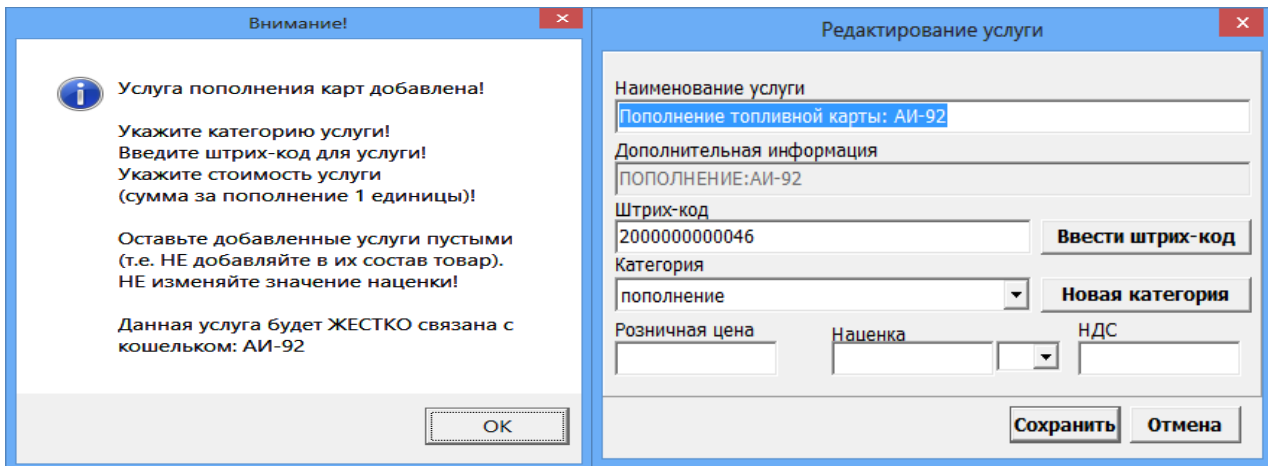 Внимание!
Услуга пополнения карт добавлена!
Укажите категорию услуги!
Введите штрих-код для услуги!
Укажите стоимость услуги
(сумма за пополнение 1 единицы)!
Оставьте добавленные услуги пустыми
(т.е. НЕ добавляйте в их состав товар).
НЕ изменяйте значение наценки!
Данная услуга будет ЖЕСТКО связана с
кошельком: АИ-92
OK
Редактирование услуги
Наименование услуги
Пополнение топливной карты: АИ-92
Дополнительная информация
ПОПОЛНЕНИЕ:АИ-92
Штрих-код
2000000000046
Ввести штрих-код
Категория
пополнение
Новая категория
Розничная цена
Наценка
НДС
Сохранить
Отмена